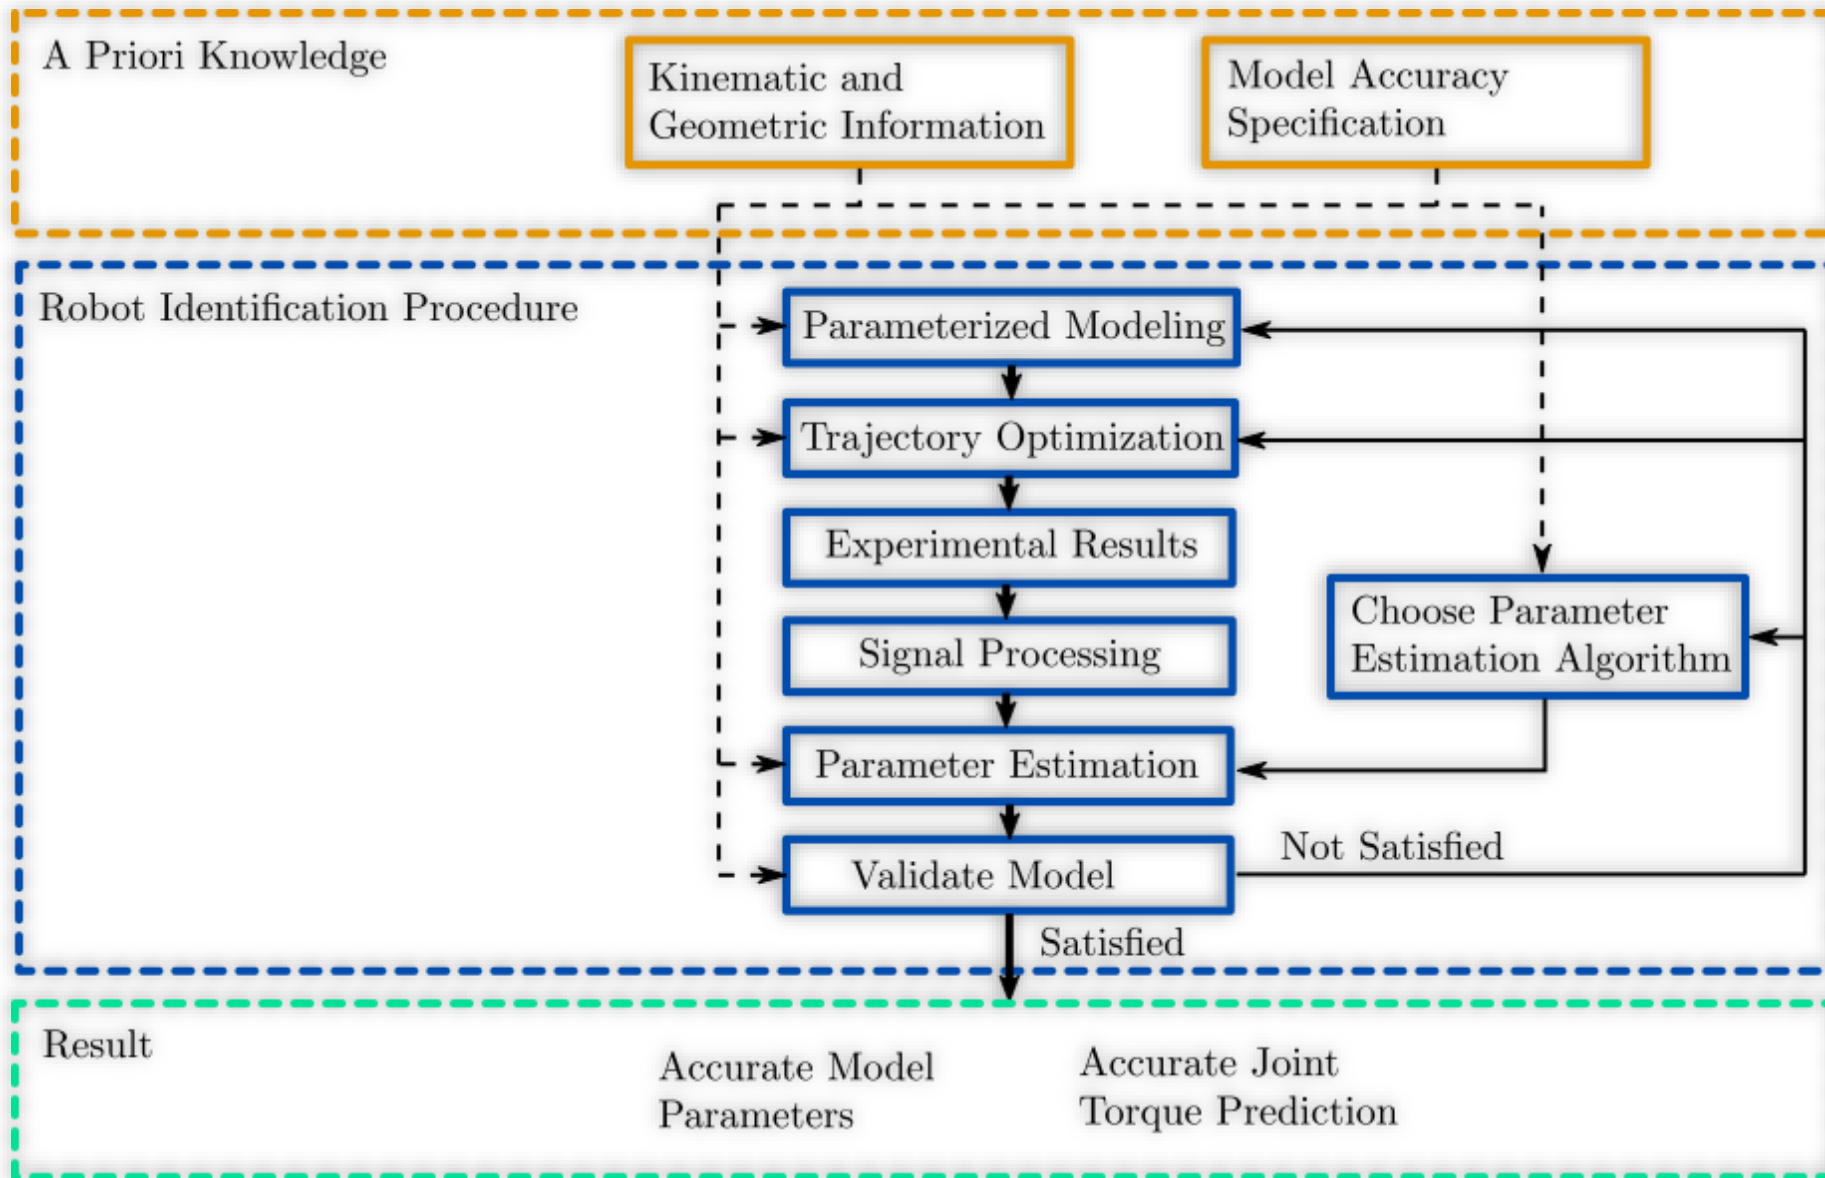 A Priori Knowledge
Kinematic and
Geometric Information
Model Accuracy
Specification
Robot Identification Procedure
Parameterized Modeling
Trajectory Optimization
Experimental Results
Signal Processing
Choose Parameter
Estimation Algorithm
Parameter Estimation
Validate Model
Not Satisfied
Satisfied
Result
Accurate Model
Parameters
Accurate Joint
Torque Prediction